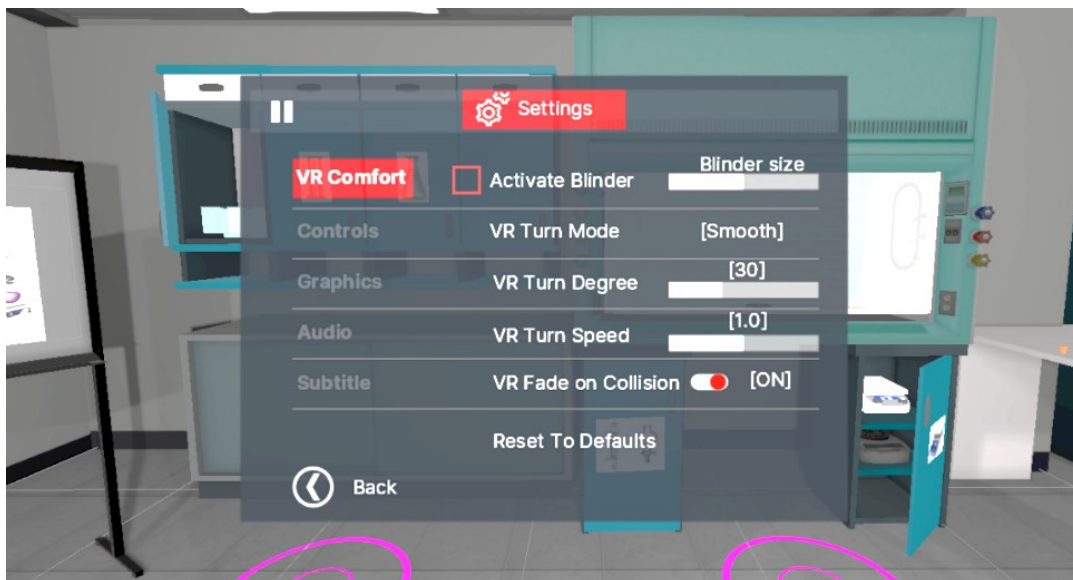 Settings
VR Comfort
Activate Blinder
Blinder size
Controls
VR Turn Mode
[Smooth]
Graphics
VR Turn Degree
[30]
Audio
VR Turn Speed
[1.0]
Subtitle
VR Fade on Collision
[ON]
Reset To Defaults
Back